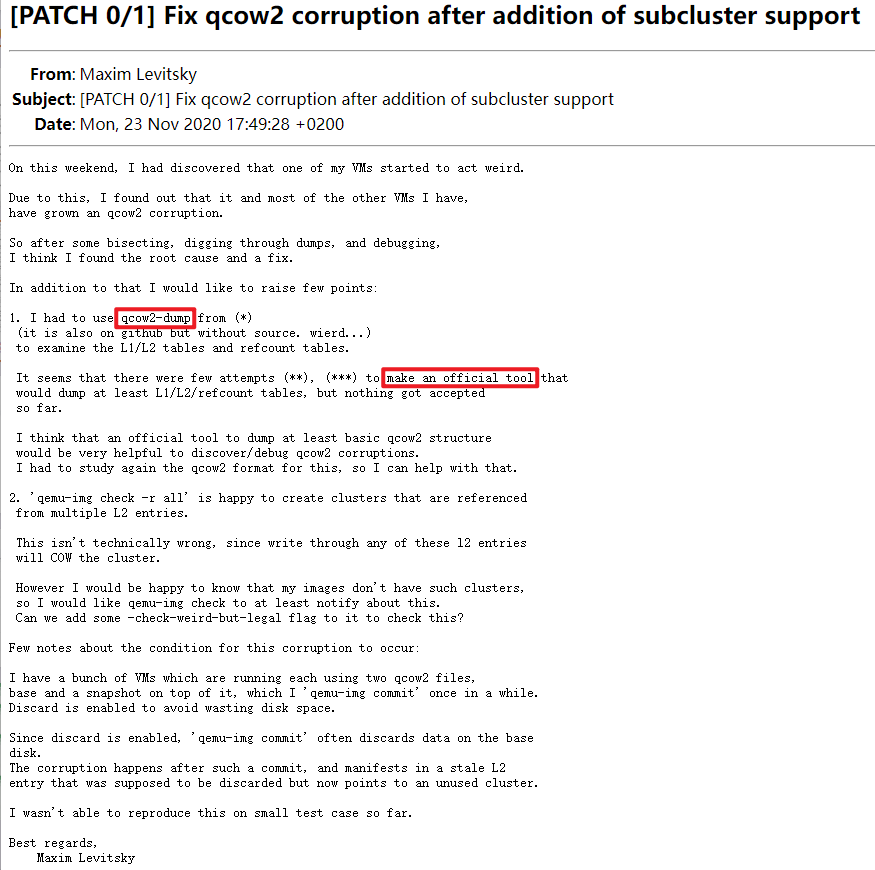 [PATCH 0/1] Fix qcow2 corruption after addition of subcluster support
From: Maxim Levitsky
Subject: [PATCH 0/1] Fix qcow2 corruption after addition of subcluster support
Date: Mon, 23 Nov 2020 17:49:28 +0200
On this weekend, I had discovered that one of my VMs started to act weird.
Due to this, I found out that it and most of the other VMs I have,
have grown an qcow2 corruption.
So after some bisecting, digging through dumps, and debugging,
I think I found the root cause and a fix.
In addition to that I would like to raise few points:
1. I had to use qcow2-dump from (*)
(it is also on github but without source. wierd...)
to examine the L1/L2 tables and refcount tables.
It seems that there were few attempts (**), (***) to make an official tool that
would dump at least L1/L2/refcount tables, but nothing got accepted
so far.
I think that an official tool to dump at least basic qcow2 structure
would be very helpful to discover/debug qcow2 corruptions.
I had to study again the qcow2 format for this, so I can help with that.
2. 'qemu-img check -r all' is happy to create clusters that are referenced
from multiple L2 entries.
This isn't technically wrong, since write through any of these l2 entries
will COW the cluster.
However I would be happy to know that my images don't have such clusters,
so I would like qemu-img check to at least notify about this.
Can we add some -check-weird-but-legal flag to it to check this?
Few notes about the condition for this corruption to occur:
I have a bunch of VMs which are running each using two qcow2 files,
base and a snapshot on top of it, which I 'qemu-img commit' once in a while.
Discard is enabled to avoid wasting disk space.
Since discard is enabled, 'qemu-img commit' often discards data on the base
disk.
The corruption happens after such a commit, and manifests in a stale L2
entry that was supposed to be discarded but now points to an unused cluster.
I wasn't able to reproduce this on small test case so far.
Best regards,
Maxim Levitsky